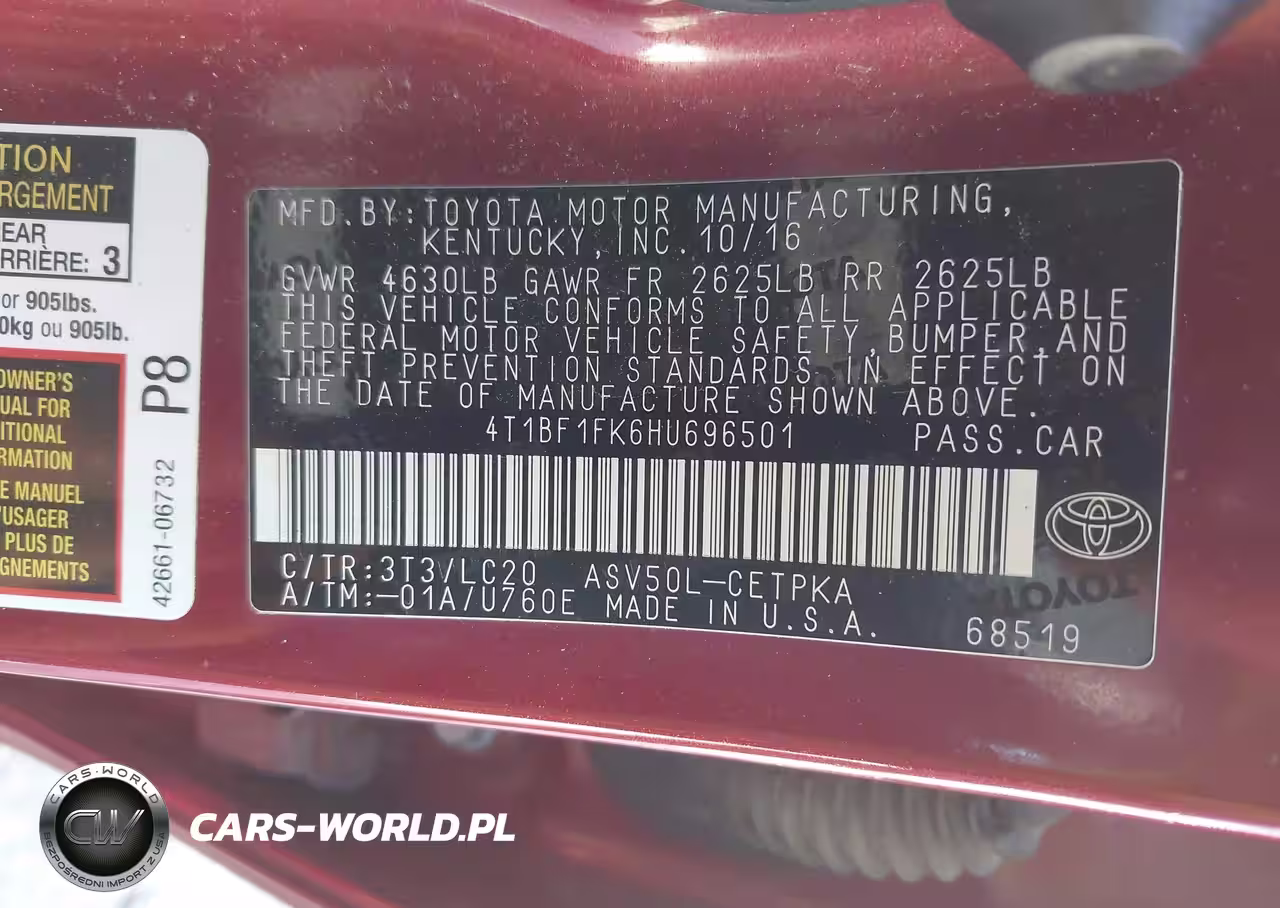 TION
RGEMENT
EAR
RRIÈRE: 3
or 905lbs.
0kg ou 905lb.
OWNER'S
UAL FOR
ITIONAL
RMATION
E MANUEL
'USAGER
PLUS DE
GNEMENTS
P8
42661-06732
MFD.BY:TOYOTA MOTOR MANUFACTURING,
KENTUCKY,INC. 10/16
GVWR 4630LB GAWR FR 2625LB RR 2625LB
THIS VEHICLE CONFORMS TO ALL APPLICABLE
FEDERAL MOTOR VEHICLE SAFETY,BUMPER,AND
THEFT PREVENTION STANDARDS IN EFFECT ON
THE DATE OF MANUFACTURE SHOWN ABOVE.
4T1BF1FK6HU696501 PASS.CAR
C/TR:3T3/LC20 ASV50L-CETPKA
A/TM:-01A/U760E MADE IN U.S.A.
68519
TOYOTA
CARS-WORLD
CW
BEZPOŚREDNI IMPORT Z USA
CARS-WORLD.PL